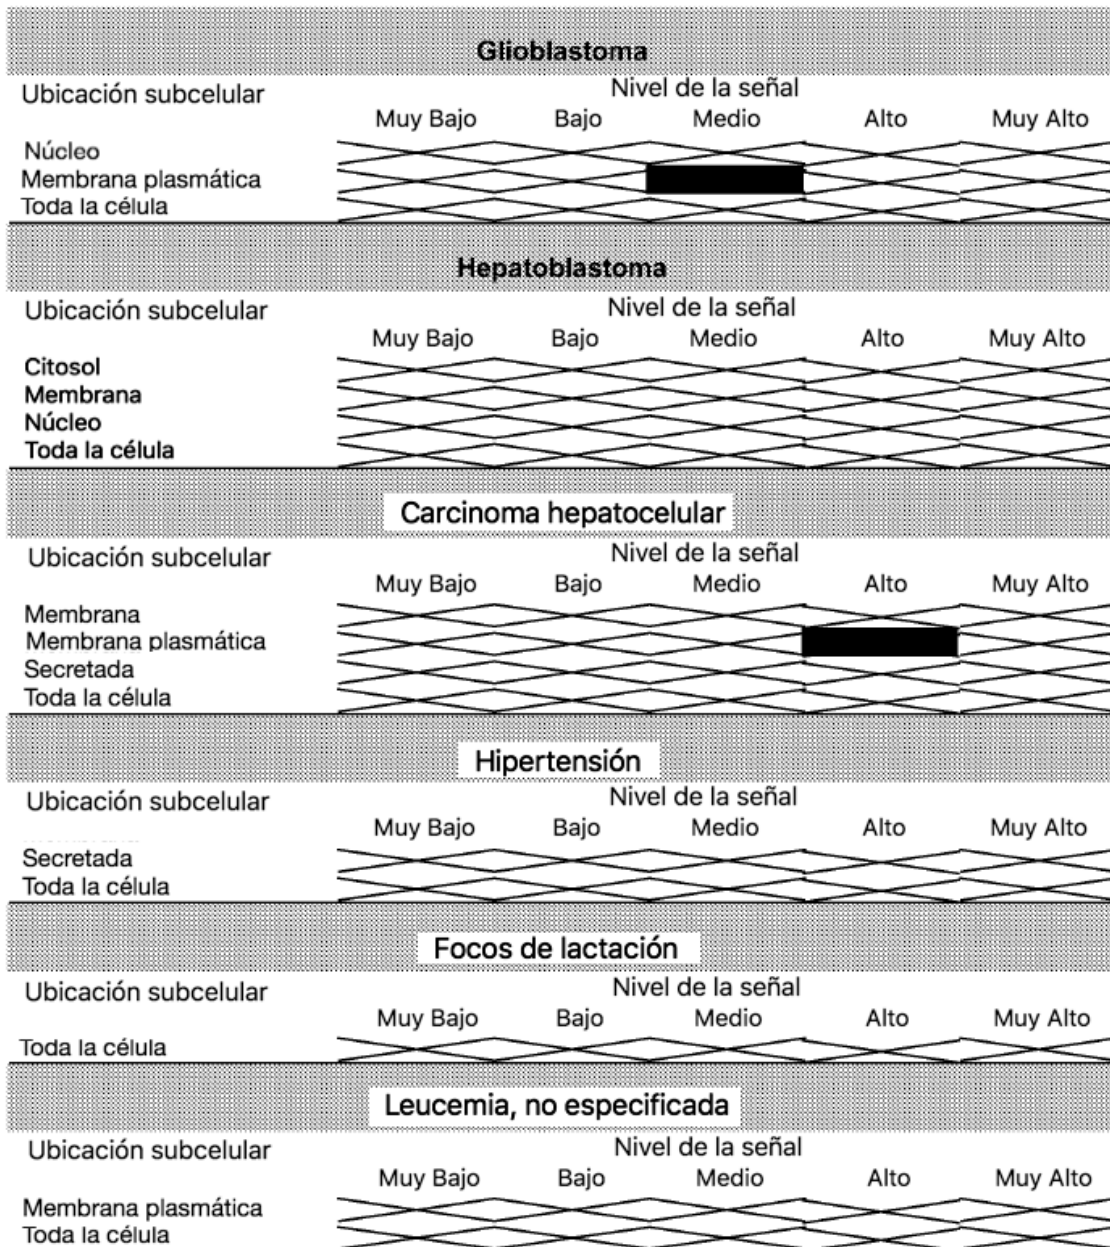 Glioblastoma
Ubicación subcelular Nivel de la señal
Muy Bajo Bajo Medio Alto Muy Alto
Núcleo
Membrana plasmática
Toda la célula
Hepatoblastoma
Ubicación subcelular Nivel de la señal
Muy Bajo Bajo Medio Alto Muy Alto
Citosol
Membrana
Núcleo
Toda la célula
Carcinoma hepatocelular
Ubicación subcelular Nivel de la señal
Muy Bajo Bajo Medio Alto Muy Alto
Membrana
Membrana plasmática
Secretada
Toda la célula
Hipertensión
Ubicación subcelular Nivel de la señal
Muy Bajo Bajo Medio Alto Muy Alto
Secretada
Toda la célula
Focos de lactación
Ubicación subcelular Nivel de la señal
Muy Bajo Bajo Medio Alto Muy Alto
Toda la célula
Leucemia, no especificada
Ubicación subcelular Nivel de la señal
Muy Bajo Bajo Medio Alto Muy Alto
Membrana plasmática
Toda la célula